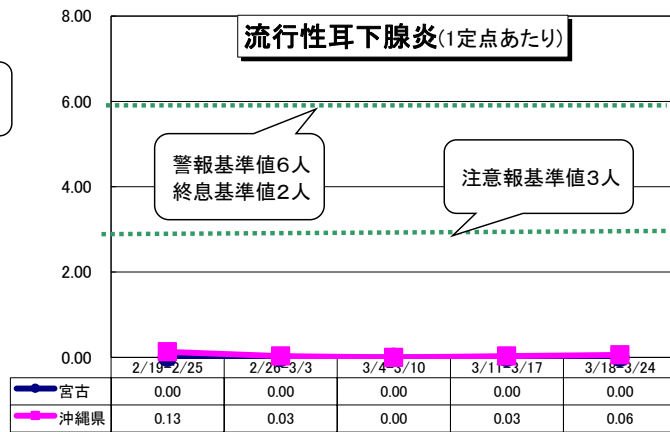 流行性耳下腺炎(1定点あたり)
8.00
6.00
4.00
2.00
0.00
警報基準値6人
終息基準値2人
注意報基準値3人
2/19-2/25 2/26-3/3 3/4-3/10 3/11-3/17 3/18-3/24
宮古 0.00 0.00 0.00 0.00 0.00
沖縄県 0.13 0.03 0.00 0.03 0.06